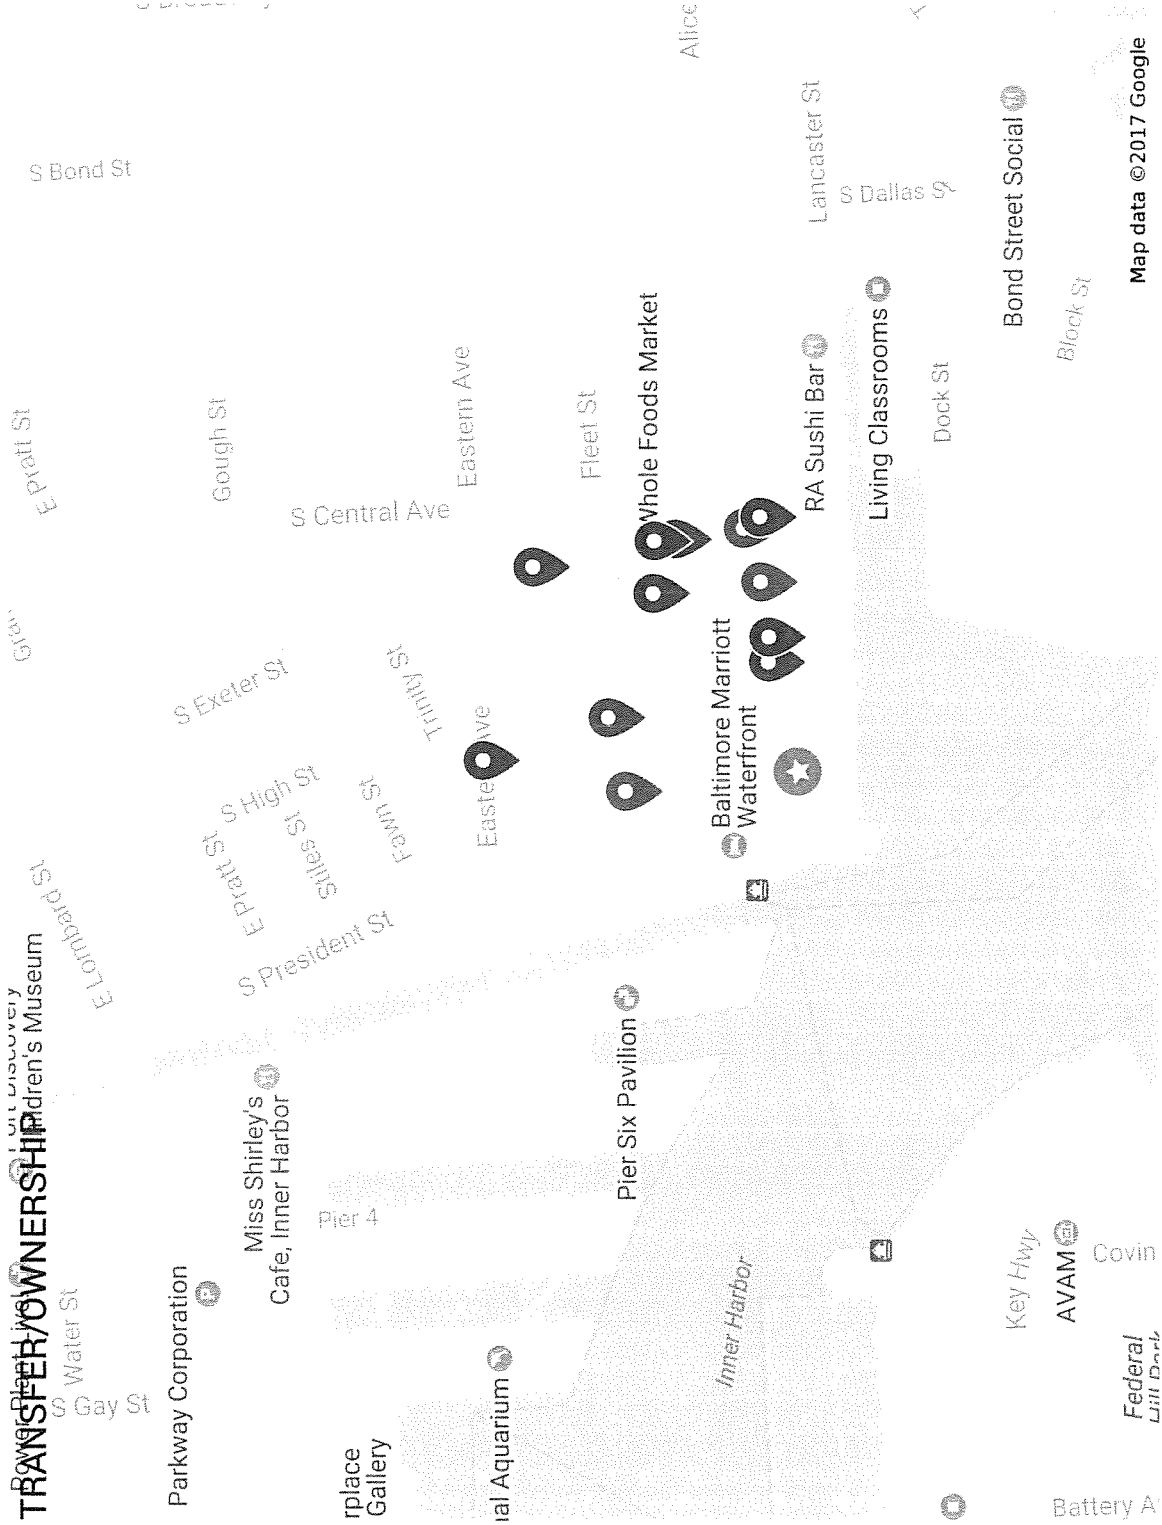 TRANSFER/OWNERSHIP
Children's Museum
E Lombard St
E Pratt St
Water St
S Gay St
Parkway Corporation
Miss Shirley's
Cafe, Inner Harbor
Pier 4
S President St
E Pratt St
S High St
Stiles St
Fawn St
S Exeter St
Trinity St
Gough St
S Bond St
S Central Ave
Eastern Ave
Fleet St
Whole Foods Market
Gallery
Aquarium
Pier Six Pavilion
Baltimore Marriott
Waterfront
Inner Harbor
Lancaster St
S Dallas St
RA Sushi Bar
Living Classrooms
Dock St
Bond Street Social
Block St
Key Hwy
AVAM
Covin
Federal
Battery A
Alice
Map data ©2017 Google